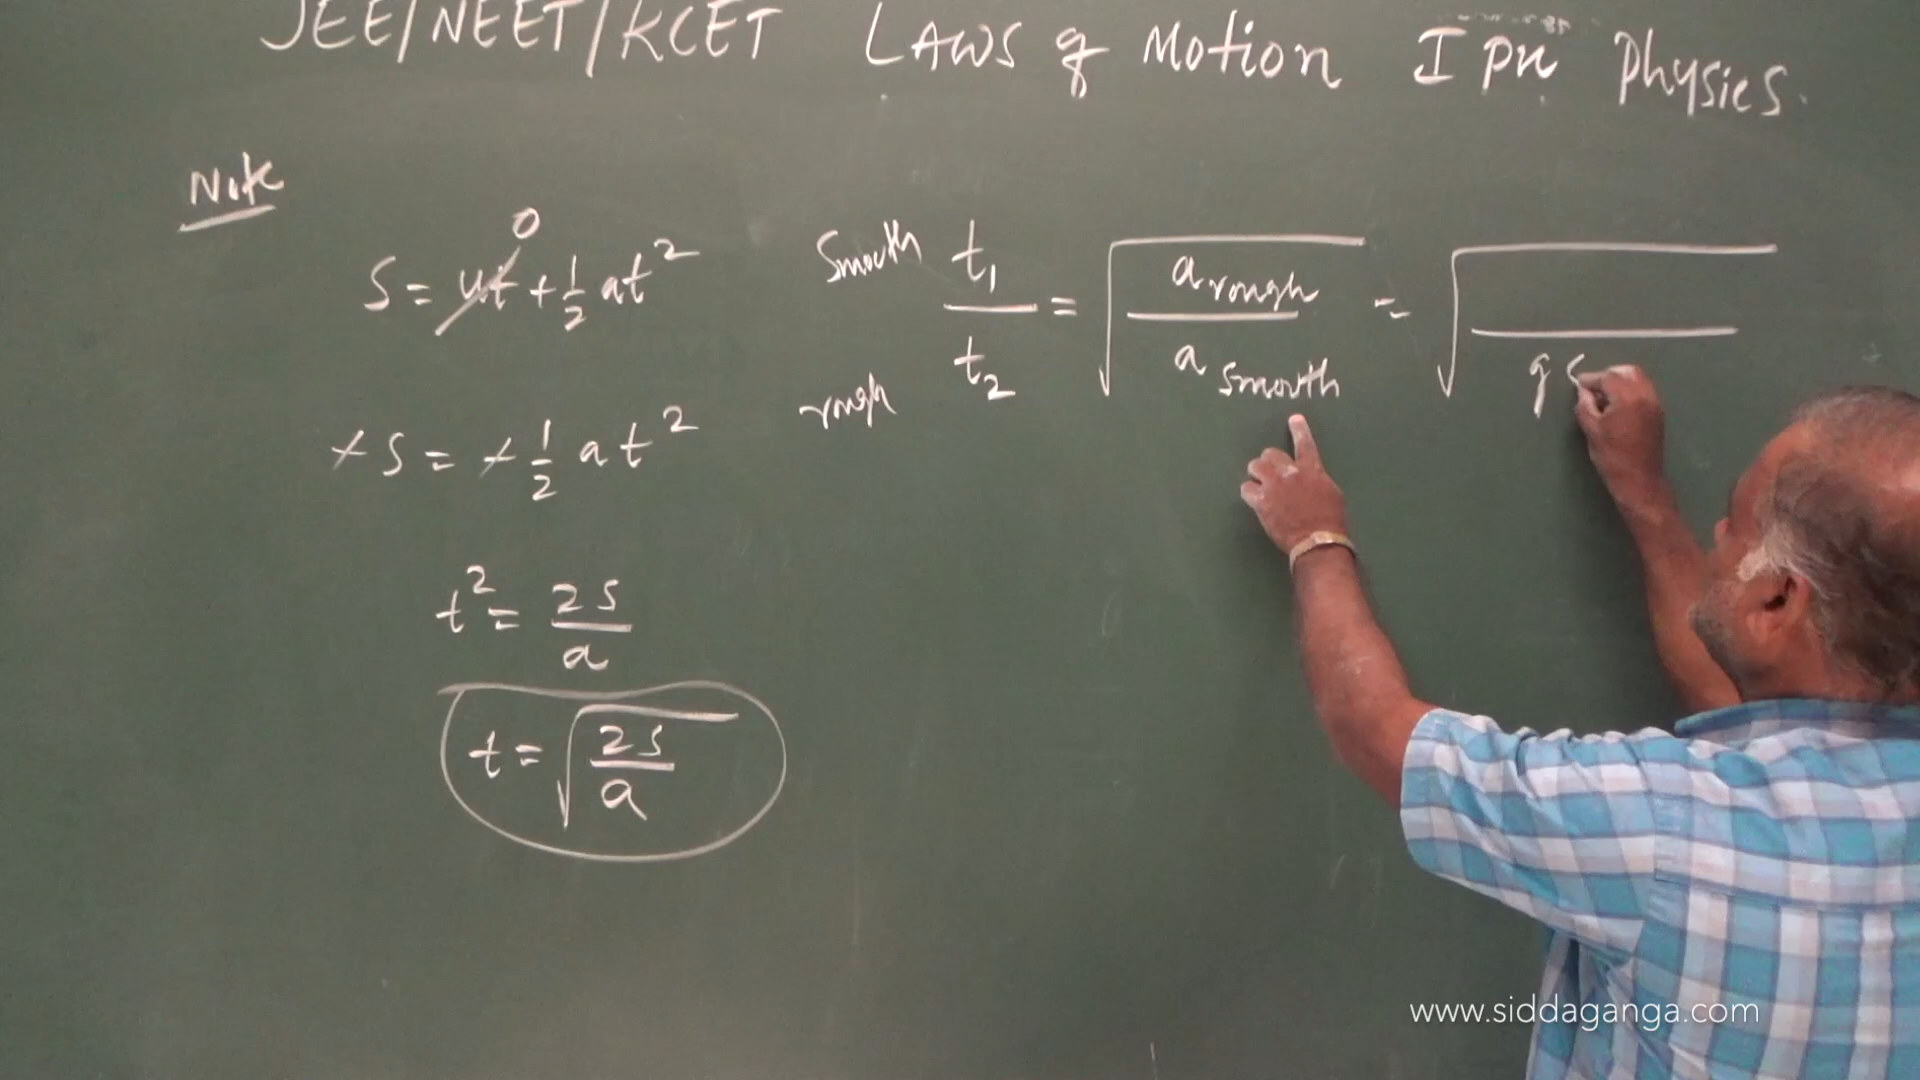 JEE/NEET/KCET LAWS of Motion I PU Physics.
Note
0
S = ut + 1/2 at²
+S = +1/2 at²
t² = 2s/a
t = √(2s/a)
Smooth t₁
rough t₂
= √(a rough / a smooth) = √( / g s
www.siddaganga.com